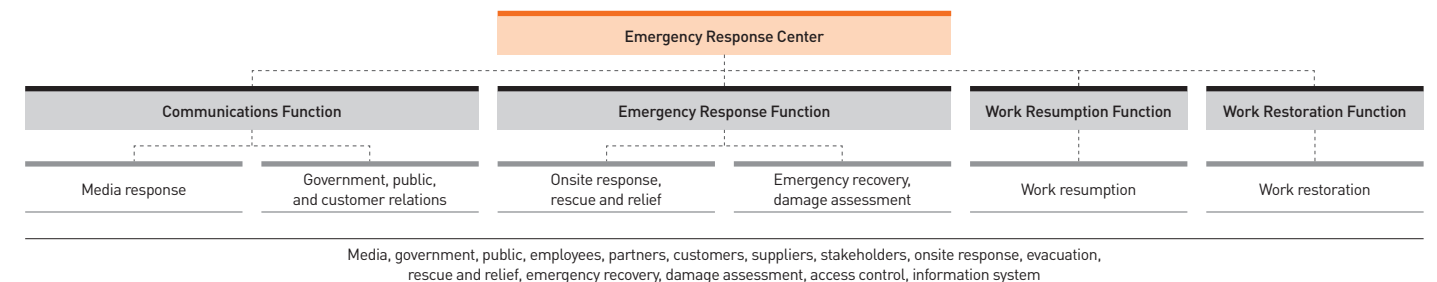 Emergency Response Center
Communications Function
Emergency Response Function
Work Resumption Function
Work Restoration Function
Media response
Government, public,
and customer relations
Onsite response,
rescue and relief
Emergency recovery,
damage assessment
Work resumption
Work restoration
Media, government, public, employees, partners, customers, suppliers, stakeholders, onsite response, evacuation,
rescue and relief, emergency recovery, damage assessment, access control, information system